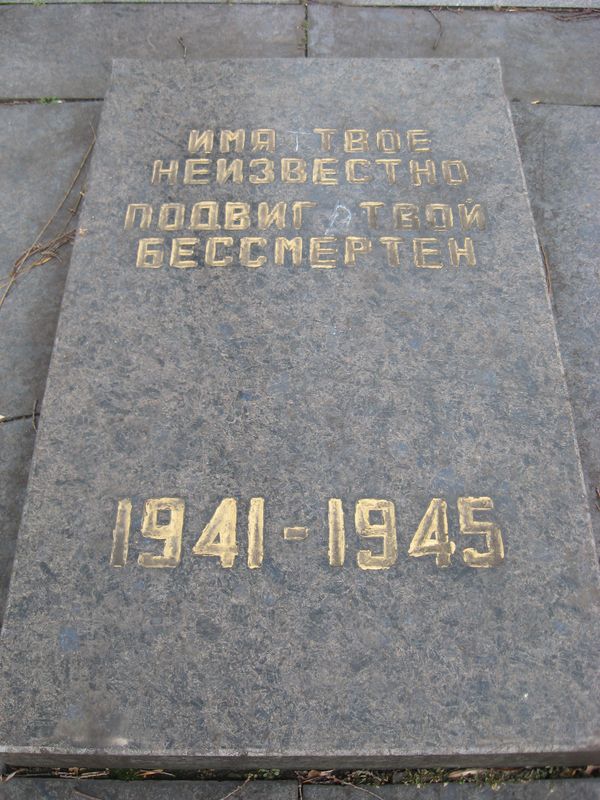 ИМЯ ТВОЕ
НЕИЗВЕСТНО
ПОДВИГ ТВОЙ
БЕССМЕРТЕН
1941-1945